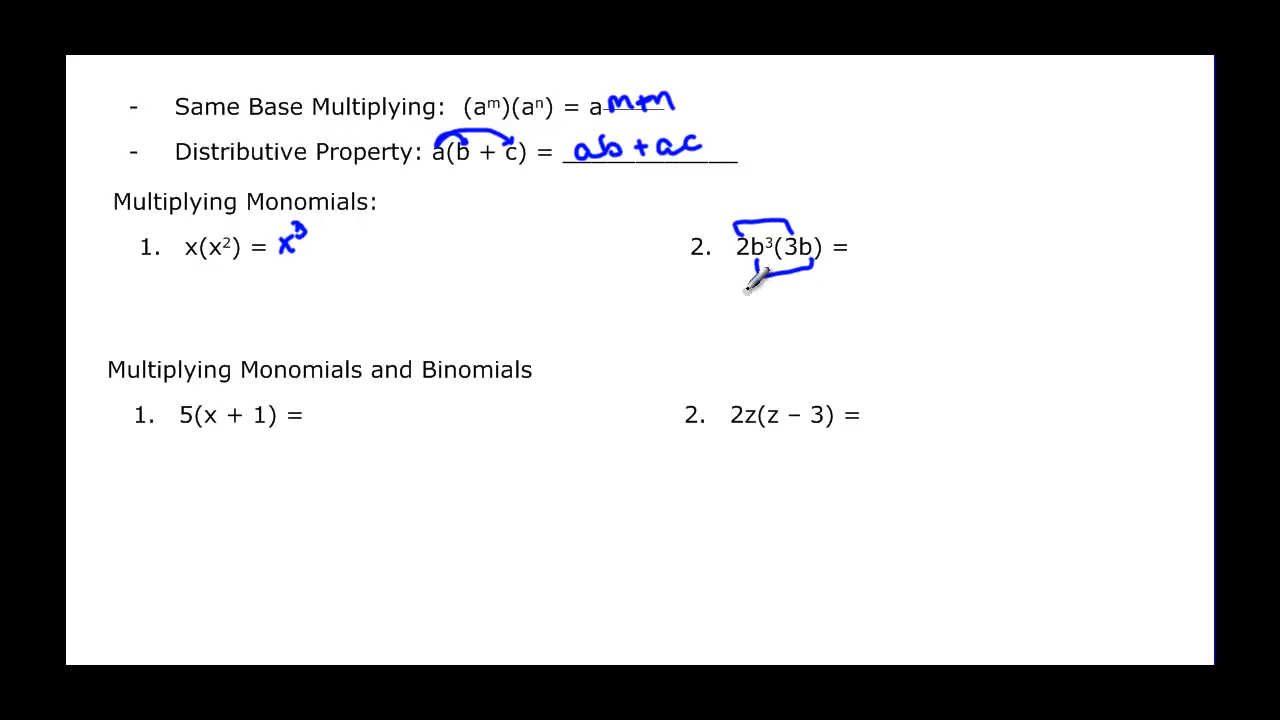 - Same Base Multiplying: (aᵐ)(aⁿ) = a m+n
- Distributive Property: a(b + c) = ab + ac
Multiplying Monomials:
1. x(x²) = x³
2. 2b³(3b) =
Multiplying Monomials and Binomials
1. 5(x + 1) =
2. 2z(z – 3) =